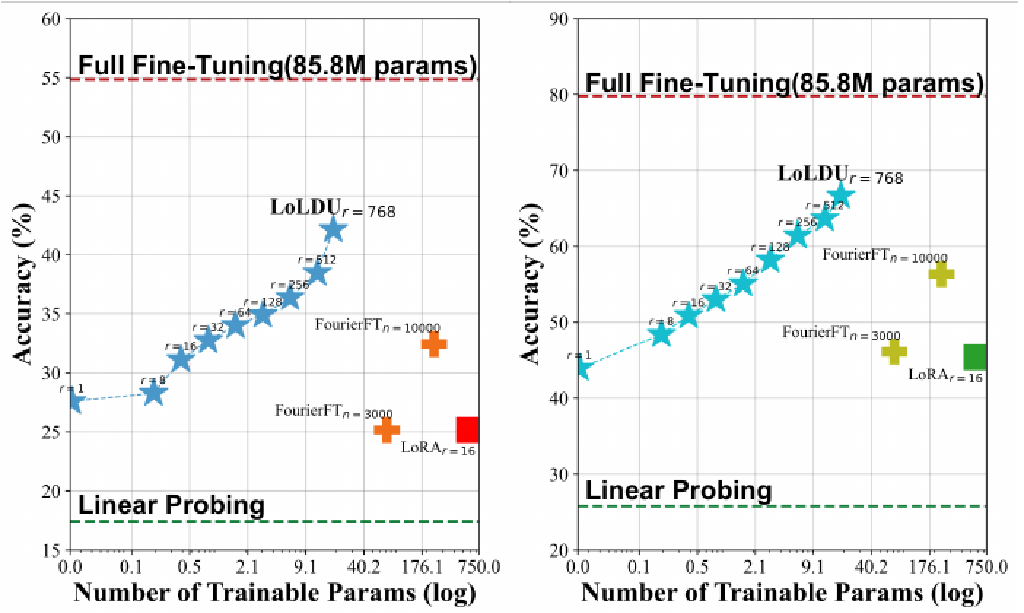 60
Full Fine-Tuning(85.8M params)
55
50
45
LoLDU r = 768
40
r = 512
r = 256
35
r = 128
r = 64
FourierFT n = 10000
r = 32
30
r = 16
r = 1
r = 8
FourierFT n = 3000
25
LoRA r = 16
20
Linear Probing
15
0.0 0.1 0.5 2.1 9.1 40.2 176.1 750.0
Number of Trainable Params (log)
Accuracy (%)
90
Full Fine-Tuning(85.8M params)
80
70
LoLDU r = 768
r = 512
r = 256
60
r = 128
FourierFT n = 10000
r = 64
r = 32
r = 16
50
r = 8
FourierFT n = 3000
r = 1
LoRA r = 16
40
30
Linear Probing
20
0.0 0.1 0.5 2.1 9.1 40.2 176.1 750.0
Number of Trainable Params (log)
Accuracy (%)